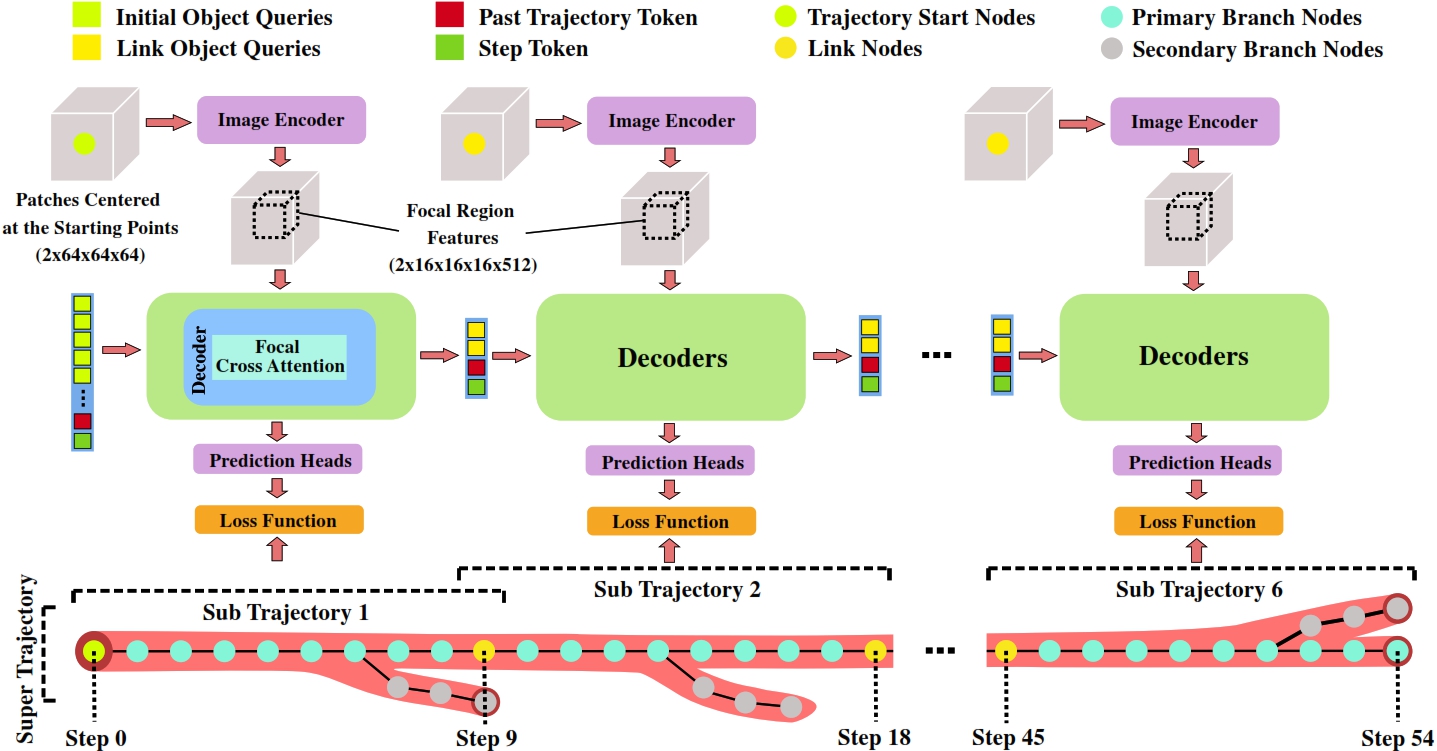 Initial Object Queries
Past Trajectory Token
Trajectory Start Nodes
Primary Branch Nodes
Link Object Queries
Step Token
Link Nodes
Secondary Branch Nodes
Image Encoder
Image Encoder
Image Encoder
Patches Centered
at the Starting Points
(2x64x64x64)
Focal Region
Features
(2x16x16x16x512)
Decoder
Focal
Cross Attention
Decoders
Decoders
Prediction Heads
Prediction Heads
Prediction Heads
Loss Function
Loss Function
Loss Function
Super Trajectory
Sub Trajectory 1
Sub Trajectory 2
Sub Trajectory 6
Step 0
Step 9
Step 18
Step 45
Step 54